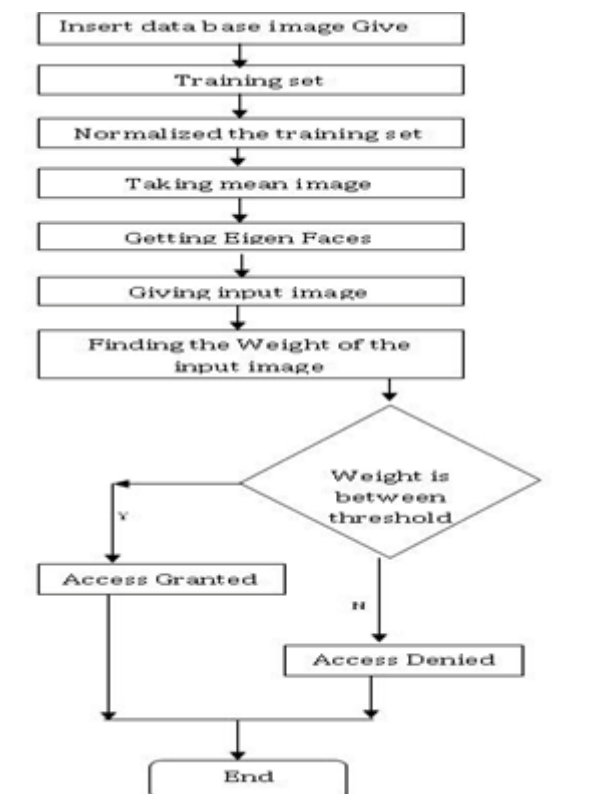 Insert data base image Give
Training set
Normalized the training set
Taking mean image
Getting Eigen Faces
Giving input image
Finding the Weight of the
input image
Weight is
between
threshold
Y
Access Granted
N
Access Denied
End